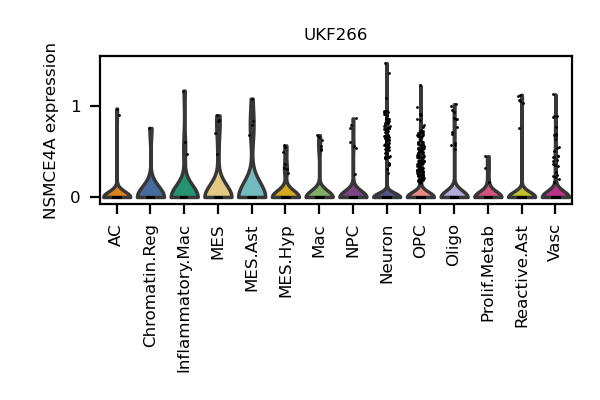 UKF266
NSMCE4A expression
1
0
AC
Chromatin.Reg
Inflammatory.Mac
MES
MES.Ast
MES.Hyp
Mac
NPC
Neuron
OPC
Oligo
Prolif.Metab
Reactive.Ast
Vasc